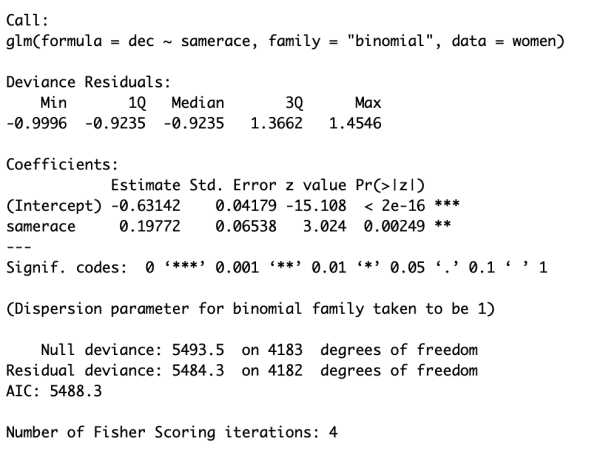 Call:
glm(formula = dec ~ samerace, family = "binomial", data = women)
Deviance Residuals:
    Min       1Q   Median       3Q      Max
-0.9996  -0.9235  -0.9235   1.3662   1.4546
Coefficients:
            Estimate Std. Error z value Pr(>|z|)
(Intercept) -0.63142    0.04179 -15.108  < 2e-16 ***
samerace     0.19772    0.06538   3.024  0.00249 **
---
Signif. codes:  0 ‘***’ 0.001 ‘**’ 0.01 ‘*’ 0.05 ‘.’ 0.1 ‘ ’ 1
(Dispersion parameter for binomial family taken to be 1)
    Null deviance: 5493.5  on 4183  degrees of freedom
Residual deviance: 5484.3  on 4182  degrees of freedom
AIC: 5488.3
Number of Fisher Scoring iterations: 4